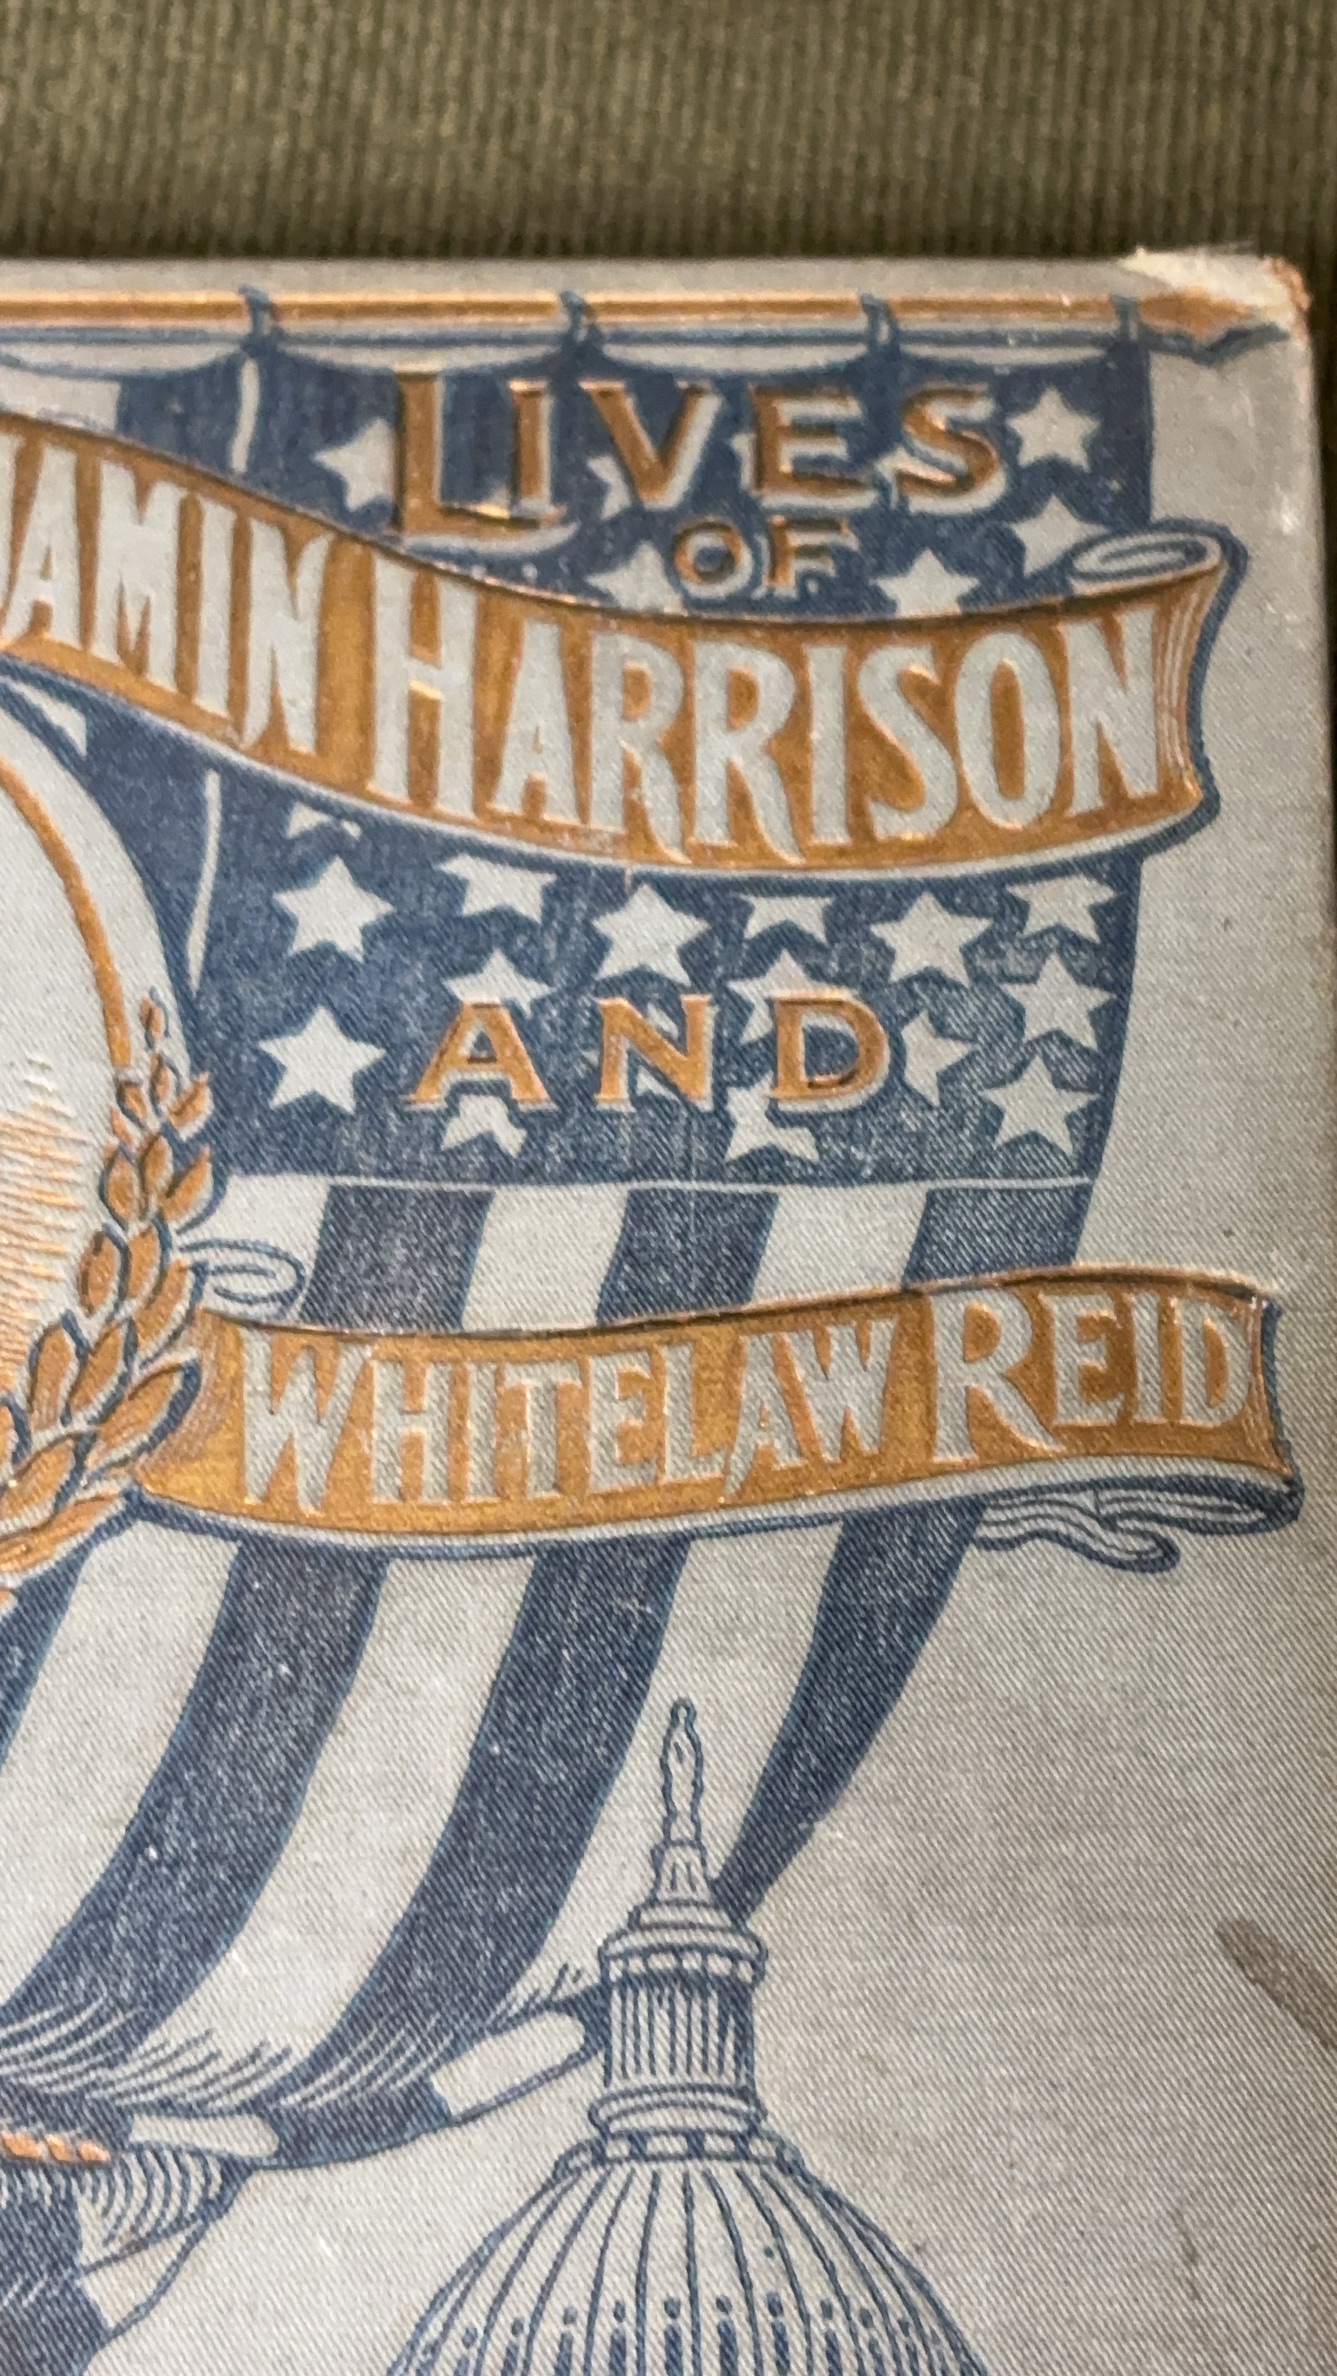 LIVES
OF
JAMIN HARRISON
AND
WHITELAW REID